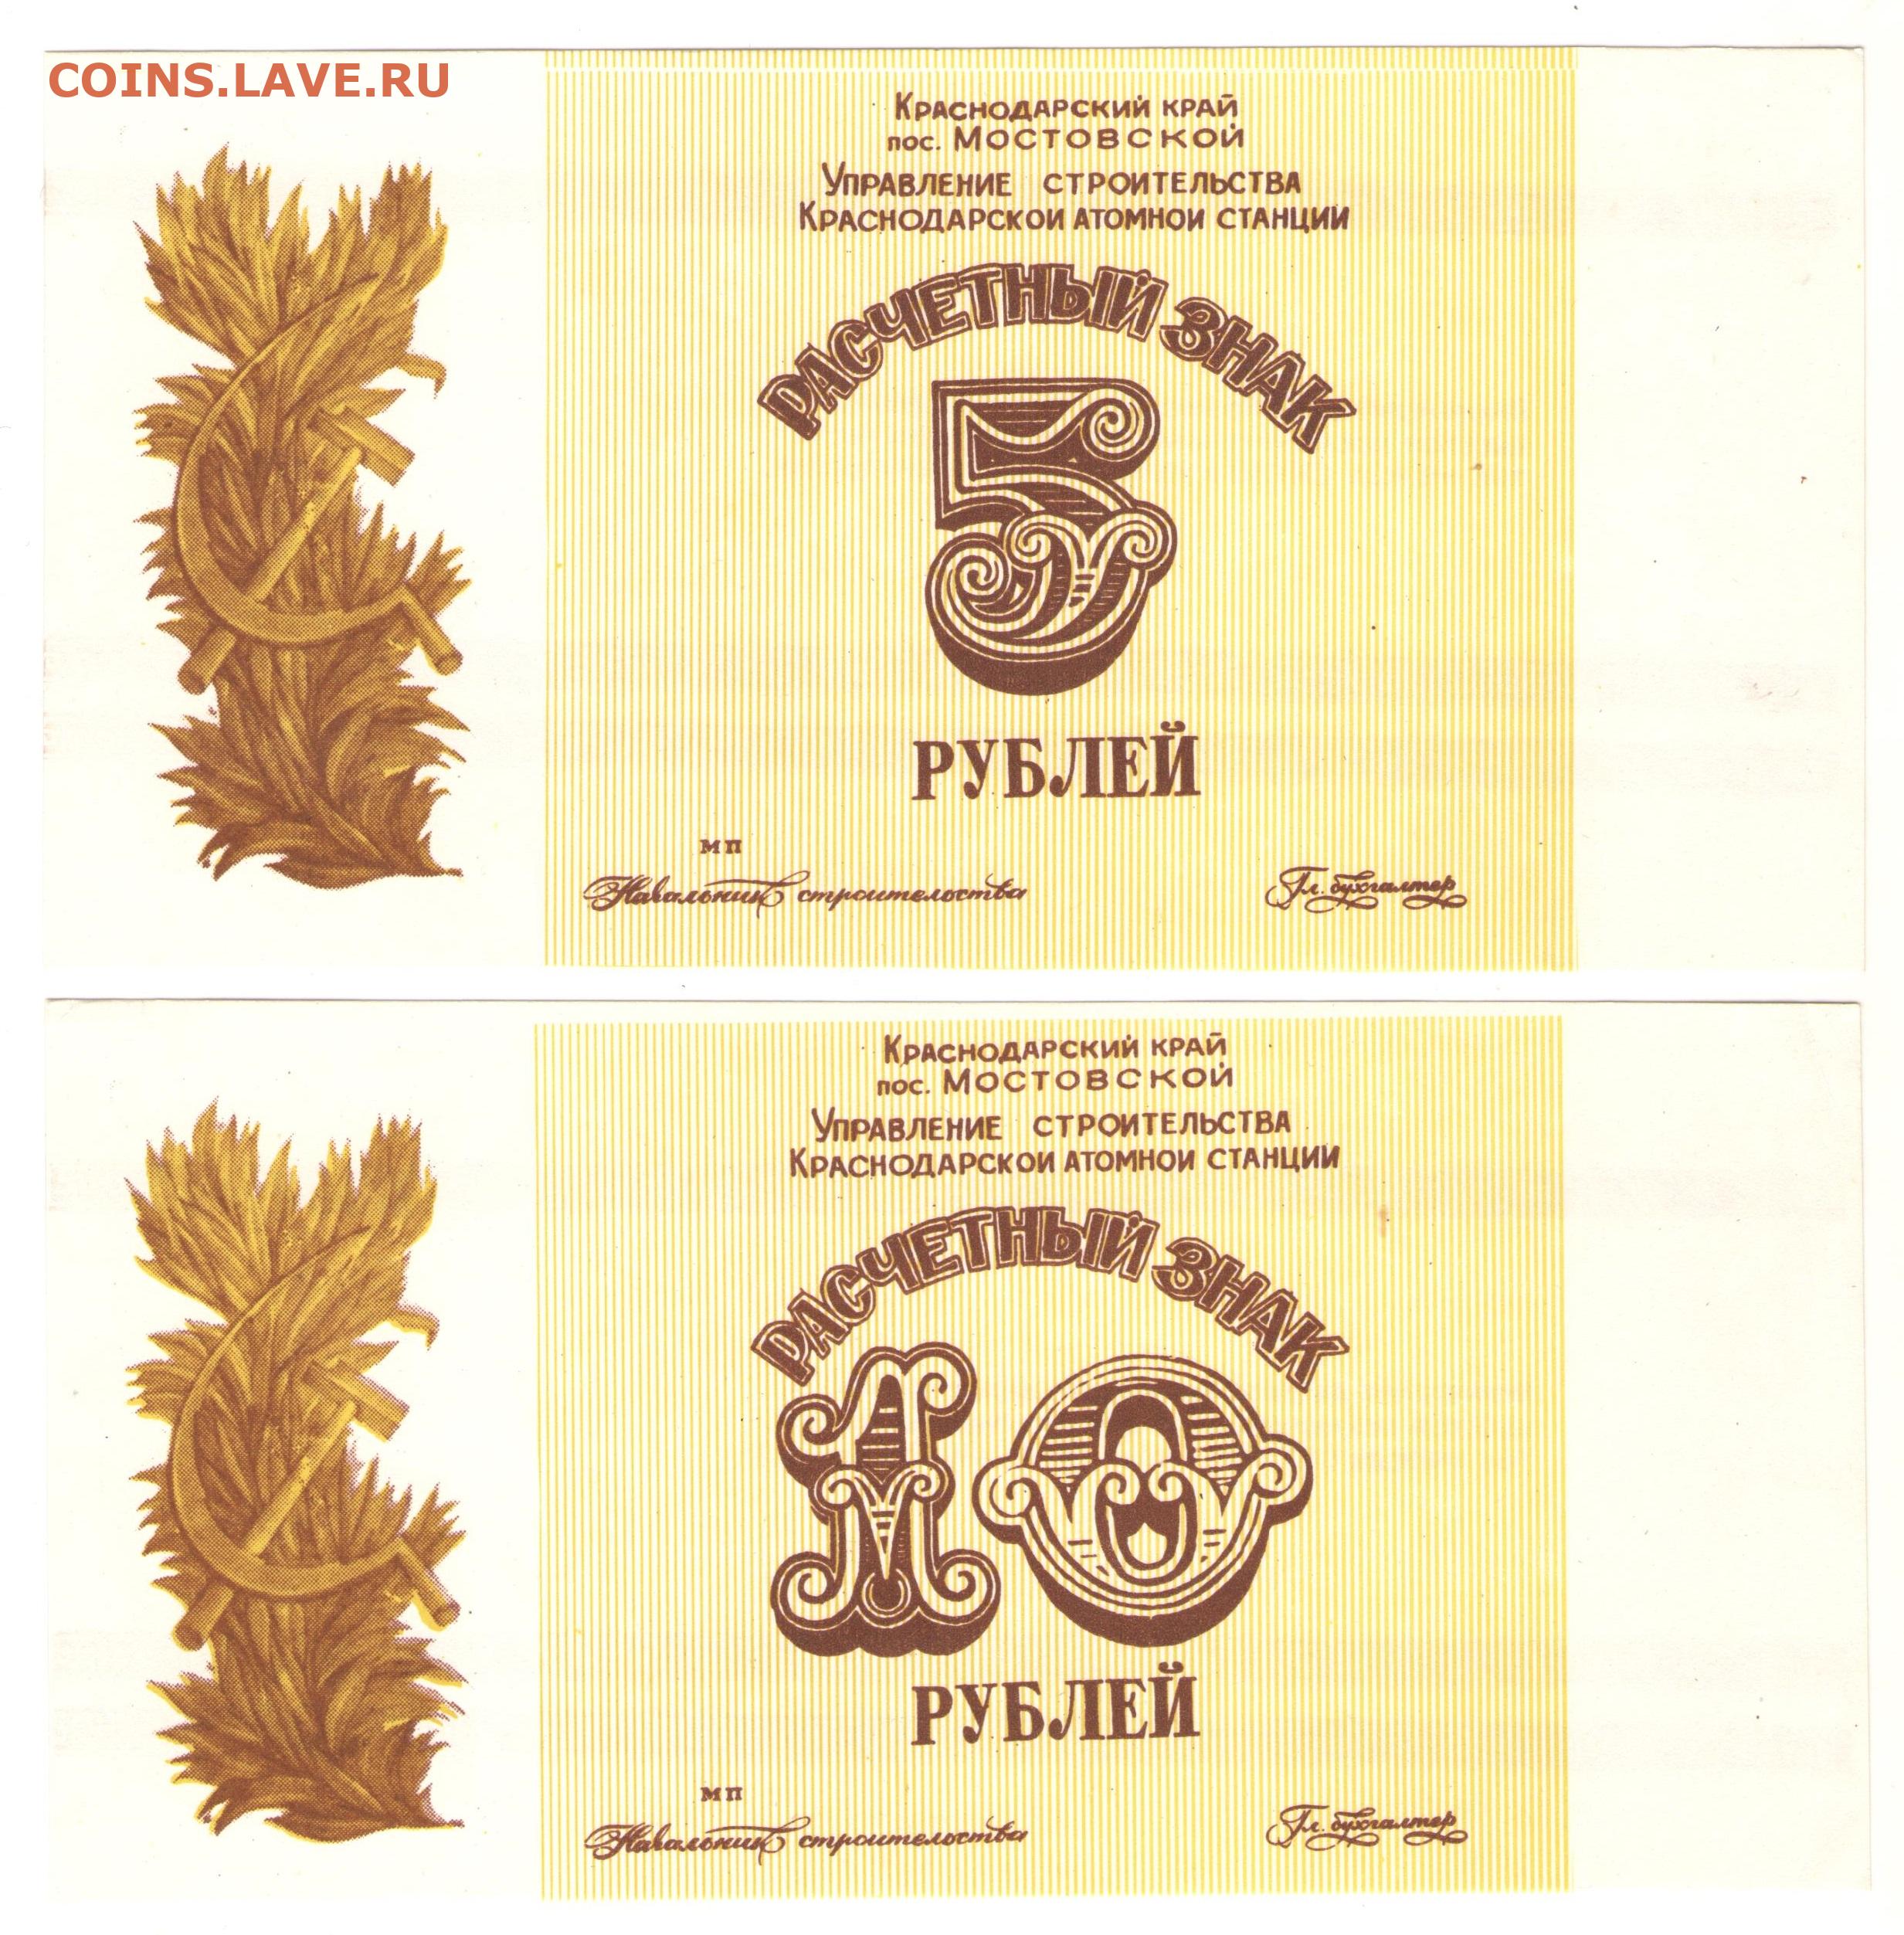 COINS.LAVE.RU
КРАСНОДАРСКИЙ КРАЙ
пос. МОСТОВСКОЙ
УПРАВЛЕНИЕ СТРОИТЕЛЬСТВА
КРАСНОДАРСКОЙ АТОМНОЙ СТАНЦИИ
РАСЧЕТНЫЙ ЗНАК
5
РУБЛЕЙ
МП
Начальник строительства Гл. бухгалтер
КРАСНОДАРСКИЙ КРАЙ
пос. МОСТОВСКОЙ
УПРАВЛЕНИЕ СТРОИТЕЛЬСТВА
КРАСНОДАРСКОЙ АТОМНОЙ СТАНЦИИ
РАСЧЕТНЫЙ ЗНАК
10
РУБЛЕЙ
МП
Начальник строительства Гл. бухгалтер